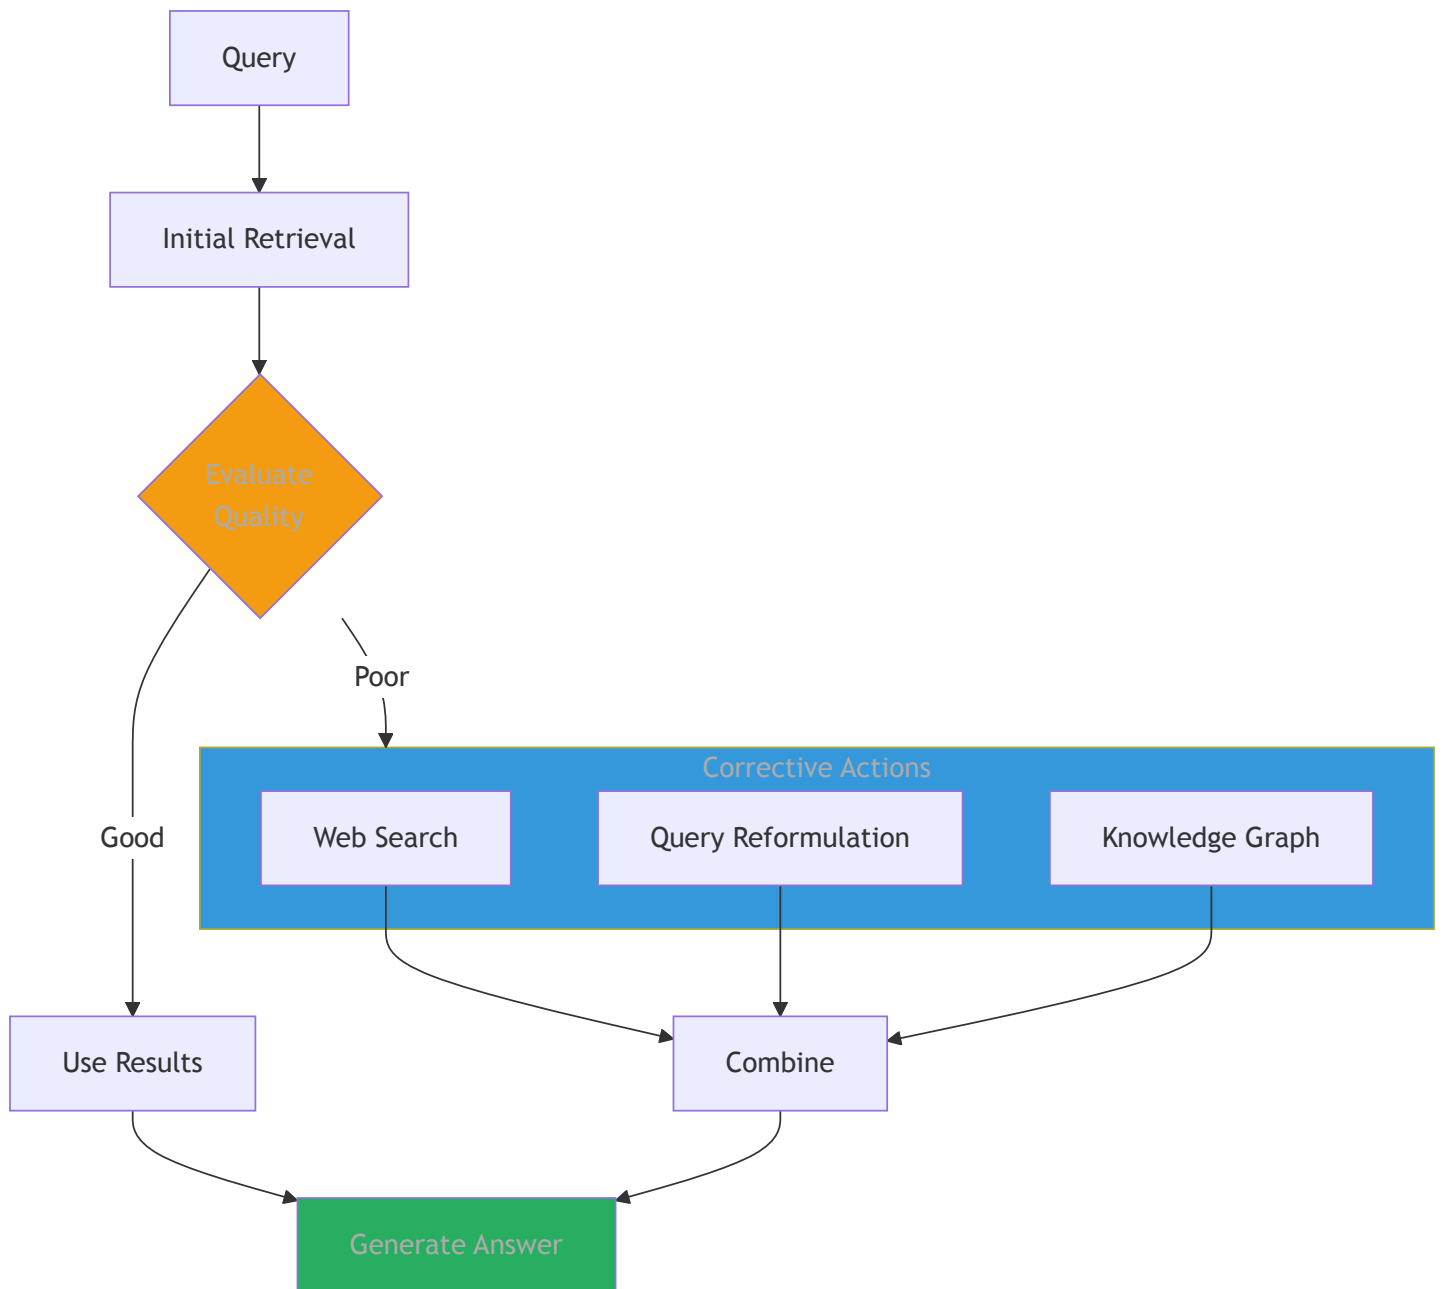 Query
Initial Retrieval
Evaluate
Quality
Poor
Corrective Actions
Good
Web Search
Query Reformulation
Knowledge Graph
Use Results
Combine
Generate Answer